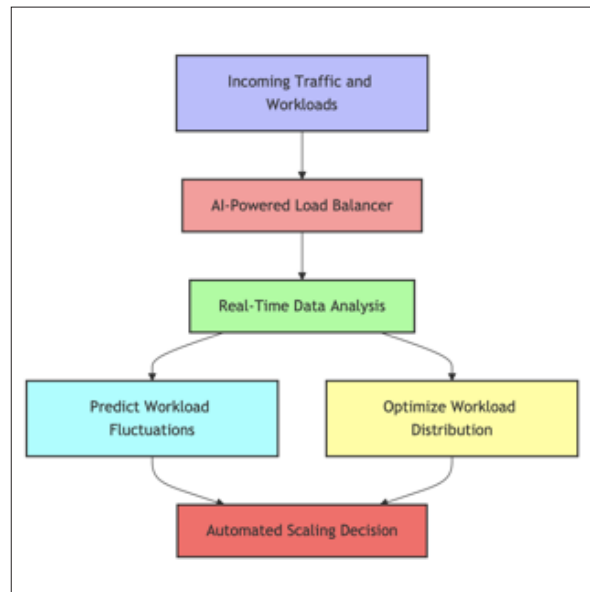 Incoming Traffic and
Workloads
AI-Powered Load Balancer
Real-Time Data Analysis
Predict Workload
Fluctuations
Optimize Workload
Distribution
Automated Scaling Decision